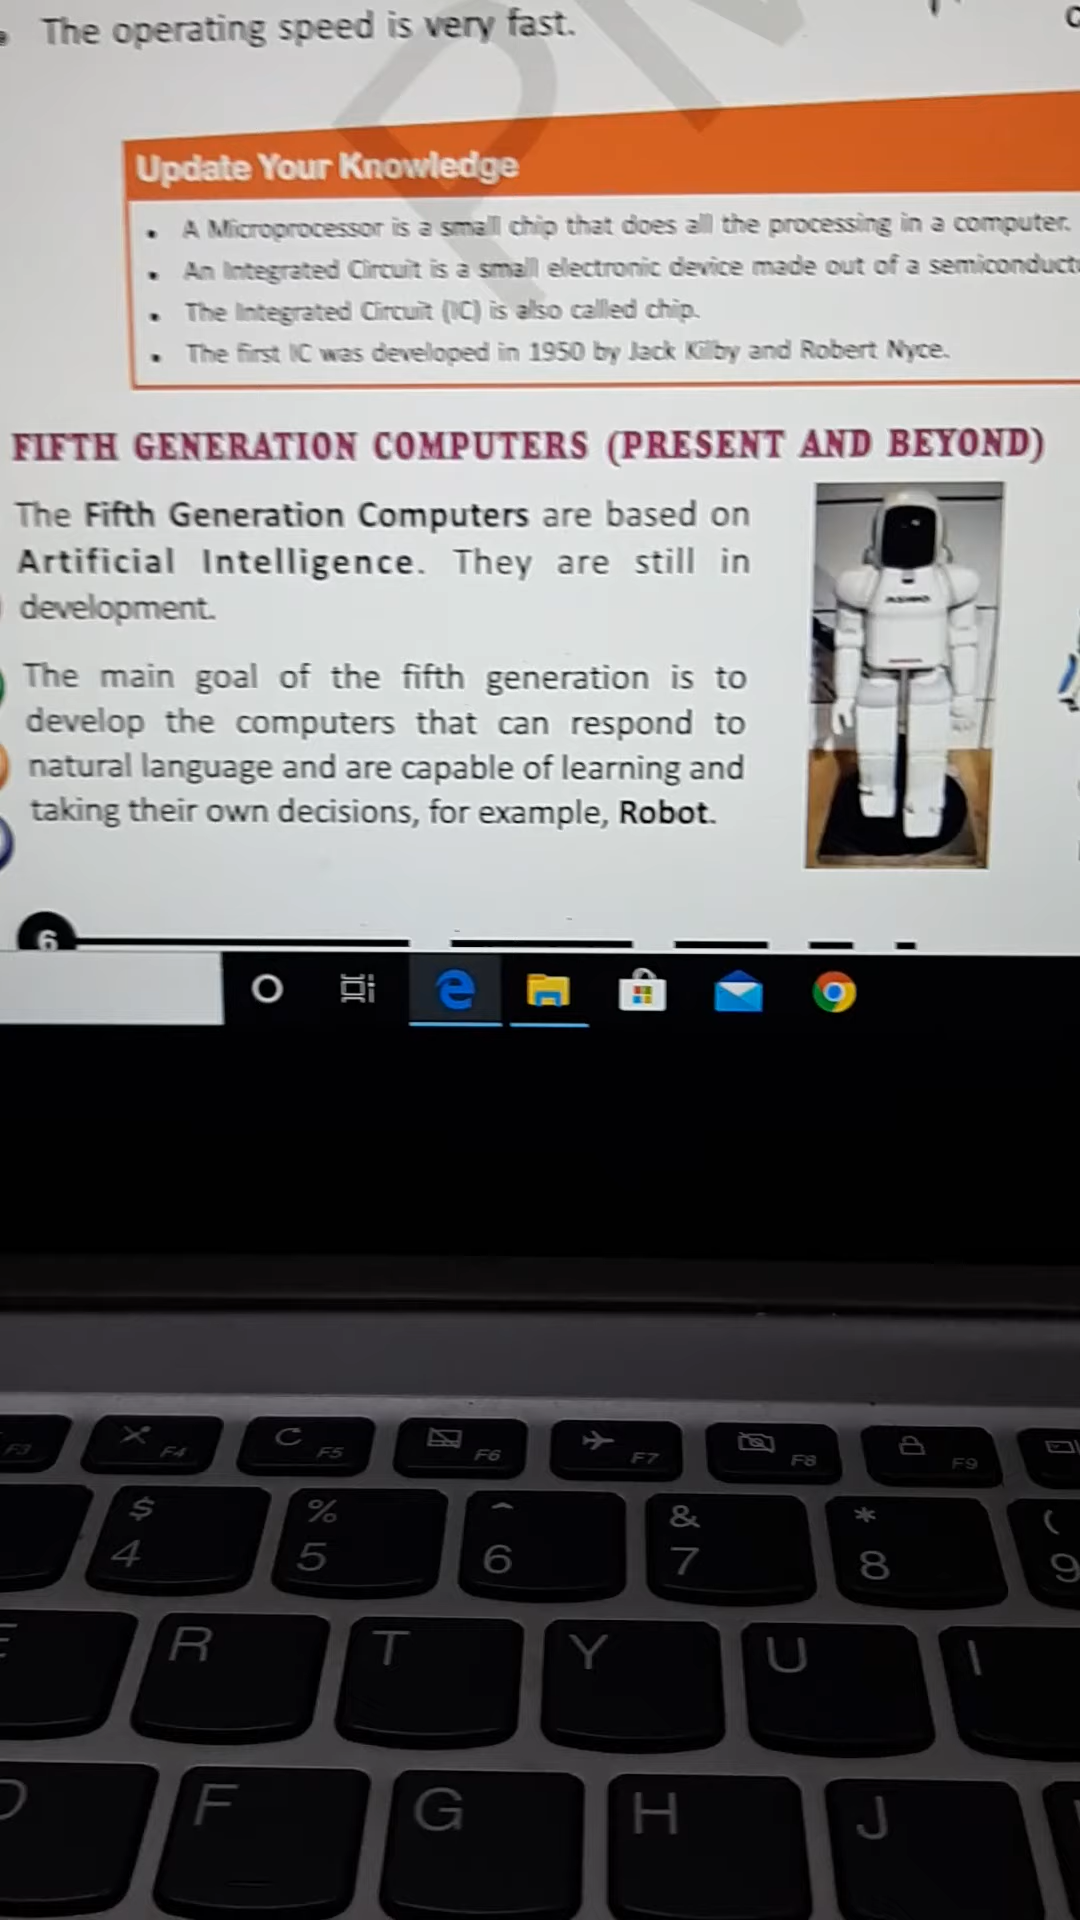 The operating speed is very fast.
Update Your Knowledge
• A Microprocessor is a small chip that does all the processing in a computer.
• An Integrated Circuit is a small electronic device made out of a semiconduct
• The Integrated Circuit (IC) is also called chip.
• The first IC was developed in 1950 by Jack Kilby and Robert Nyce.
FIFTH GENERATION COMPUTERS (PRESENT AND BEYOND)
The Fifth Generation Computers are based on
Artificial Intelligence. They are still in
development.
ASIMO
The main goal of the fifth generation is to
develop the computers that can respond to
natural language and are capable of learning and
taking their own decisions, for example, Robot.
6
F3 F4 F5 F6 F7 F8 F9
$ % ^ & * (
4 5 6 7 8 9
E R T Y U I
D F G H J